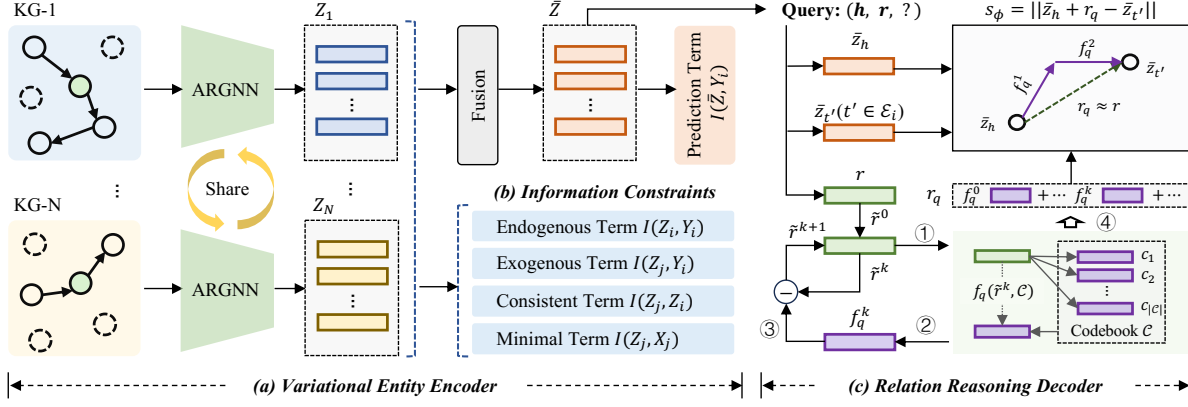 KG-1
ARGNN
Z_1
...
Fusion
Z̄
Prediction Term
I(Z̄, Y_i)
Share
...
KG-N
ARGNN
...
Z_N
...
(b) Information Constraints
Endogenous Term I(Z_i, Y_i)
Exogenous Term I(Z_j, Y_i)
Consistent Term I(Z_j, Z_i)
Minimal Term I(Z_j, X_j)
(a) Variational Entity Encoder
Query: (h, r, ?)
z̄_h
z̄_t'(t' ∈ ℰ_i)
r
r̃^0
r̃^{k+1}
r̃^k
−
①
②
③
④
f_q^k
s_ϕ = ||z̄_h + r_q − z̄_t'||
f_q^1
f_q^2
z̄_t'
r_q ≈ r
z̄_h
r_q
f_q^0 + ⋯ f_q^k + ⋯
f_q(r̃^k, 𝒞)
c_1
c_2
⋮
c_|𝒞|
Codebook 𝒞
(c) Relation Reasoning Decoder